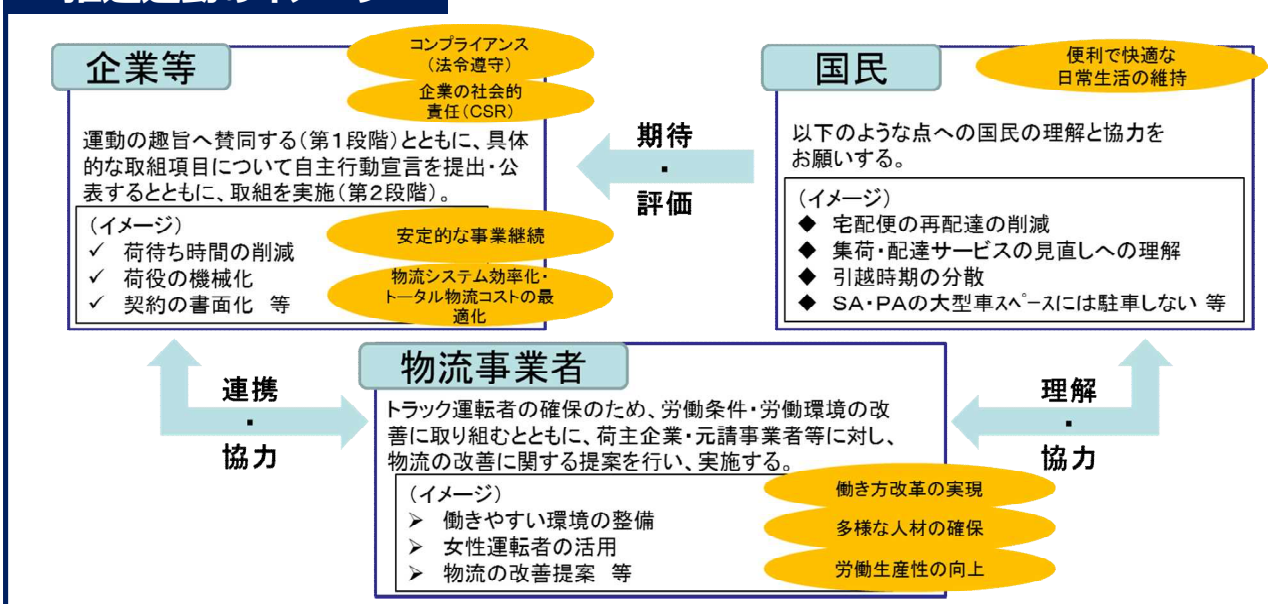 企業等
コンプライアンス
(法令遵守)
企業の社会的
責任(CSR)
運動の趣旨へ賛同する(第1段階)とともに、具体
的な取組項目について自主行動宣言を提出・公
表するとともに、取組を実施(第2段階)。
(イメージ)
✓ 荷待ち時間の削減
✓ 荷役の機械化
✓ 契約の書面化 等
安定的な事業継続
物流システム効率化・
トータル物流コストの最
適化
期待
・
評価
国民
便利で快適な
日常生活の維持
以下のような点への国民の理解と協力を
お願いする。
(イメージ)
◆ 宅配便の再配達の削減
◆ 集荷・配達サービスの見直しへの理解
◆ 引越時期の分散
◆ SA・PAの大型車スペースには駐車しない 等
連携
・
協力
物流事業者
トラック運転者の確保のため、労働条件・労働環境の改
善に取り組むとともに、荷主企業・元請事業者等に対し、
物流の改善に関する提案を行い、実施する。
(イメージ)
➢ 働きやすい環境の整備
➢ 女性運転者の活用
➢ 物流の改善提案 等
働き方改革の実現
多様な人材の確保
労働生産性の向上
理解
・
協力